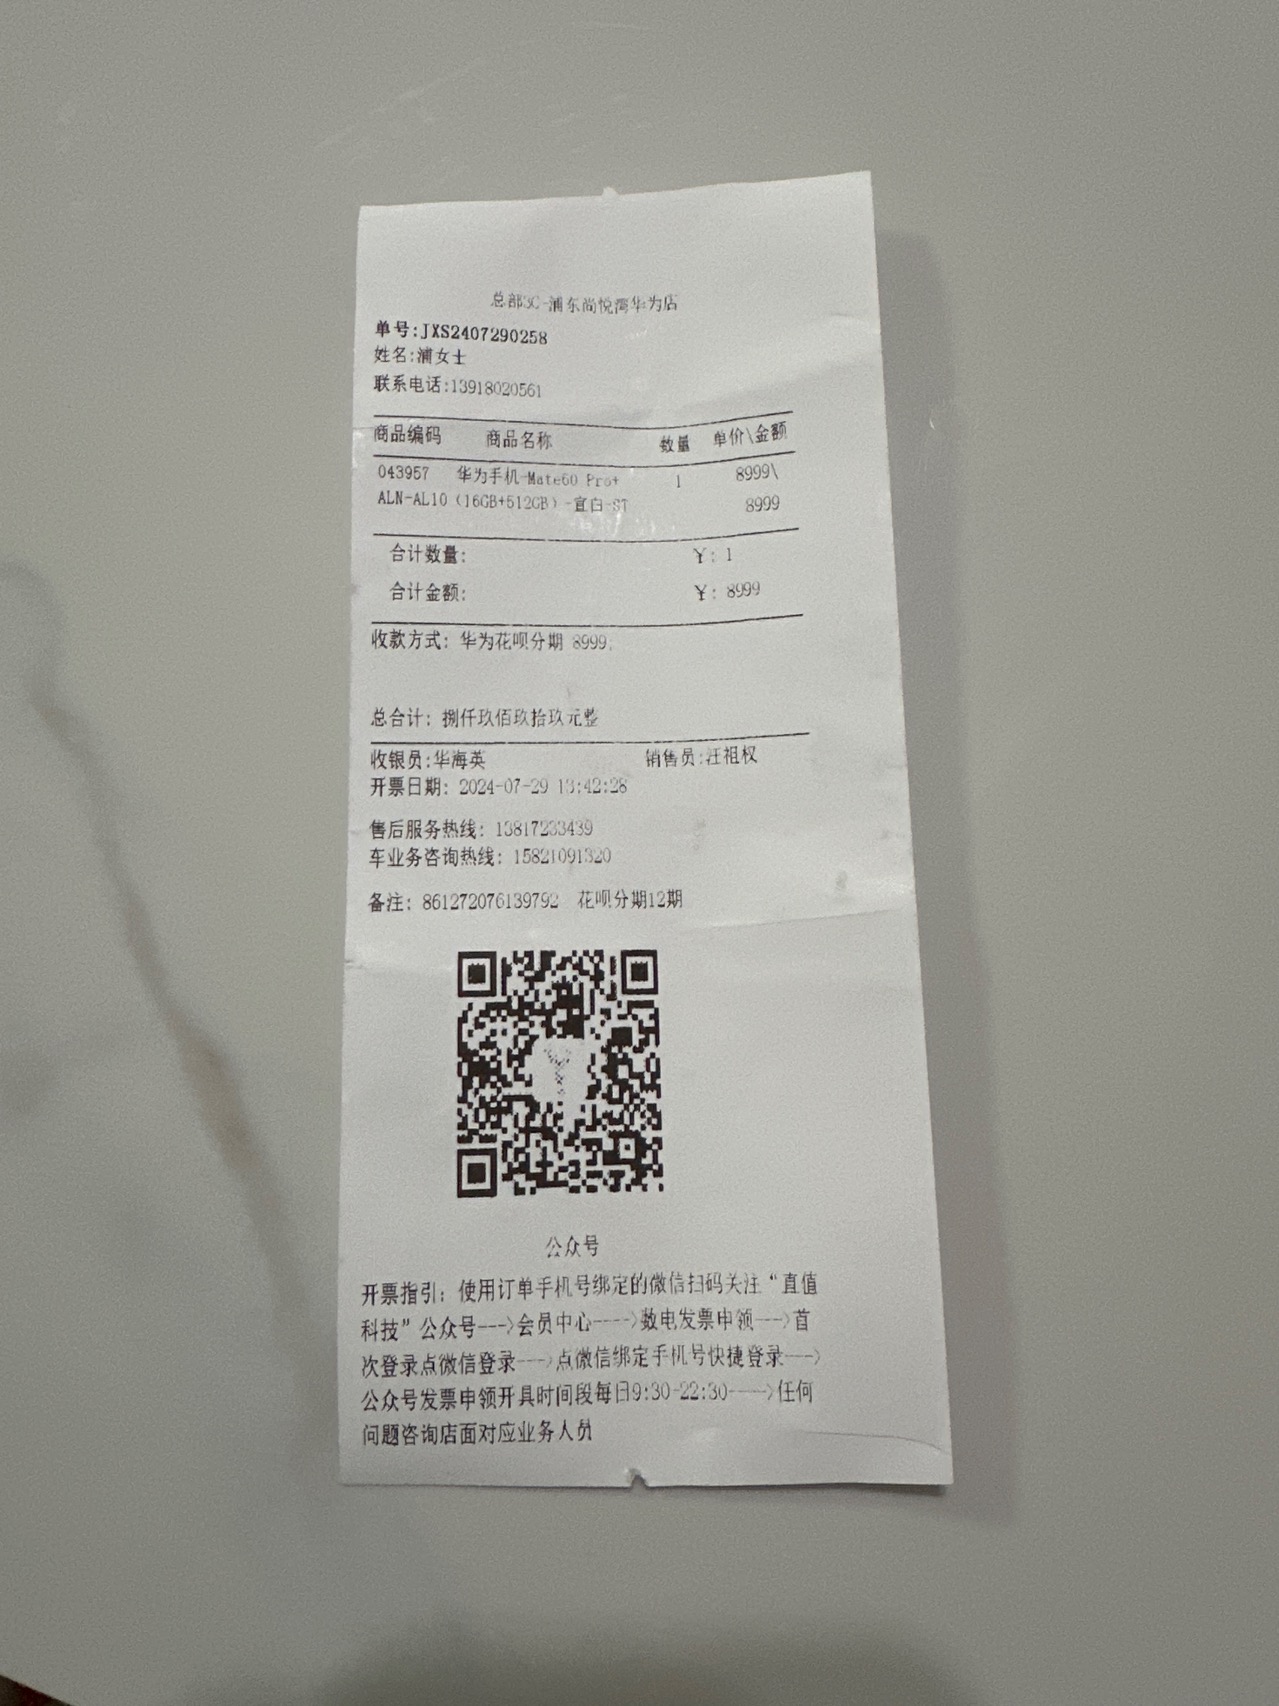 总部3C-浦东尚悦湾华为店
单号:JXS2407290258
姓名:浦女士
联系电话:13918020561
商品编码 商品名称 数量 单价\金额
043957 华为手机-Mate60 Pro+ 1 8999\
ALN-AL10（16GB+512GB）-宣白-ST 8999
合计数量: ￥: 1
合计金额: ￥: 8999
收款方式: 华为花呗分期 8999;
总合计: 捌仟玖佰玖拾玖元整
收银员:华海英 销售员:汪祖权
开票日期: 2024-07-29 13:42:28
售后服务热线: 13817233439
车业务咨询热线: 15821091320
备注: 861272076139792 花呗分期12期
公众号
开票指引: 使用订单手机号绑定的微信扫码关注“直值
科技”公众号--->会员中心---->数电发票申领--->首
次登录点微信登录--->点微信绑定手机号快捷登录--->
公众号发票申领开具时间段每日9:30-22:30---->任何
问题咨询店面对应业务人员